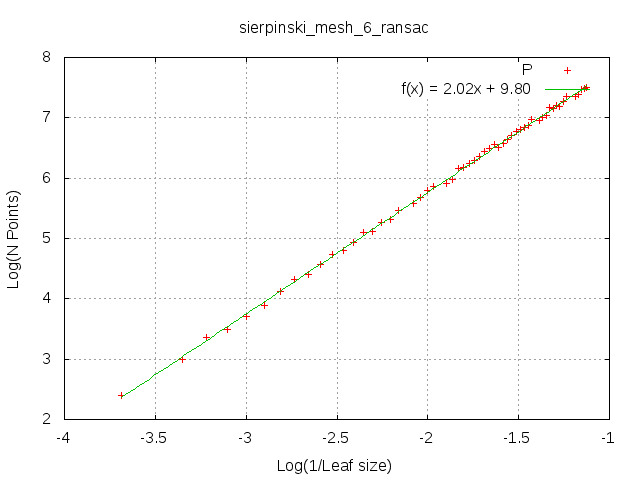 sierpinski_mesh_6_ransac
8
7
6
5
4
3
2
Log(N Points)
P
f(x) = 2.02x + 9.80
-4
-3.5
-3
-2.5
-2
-1.5
-1
Log(1/Leaf size)